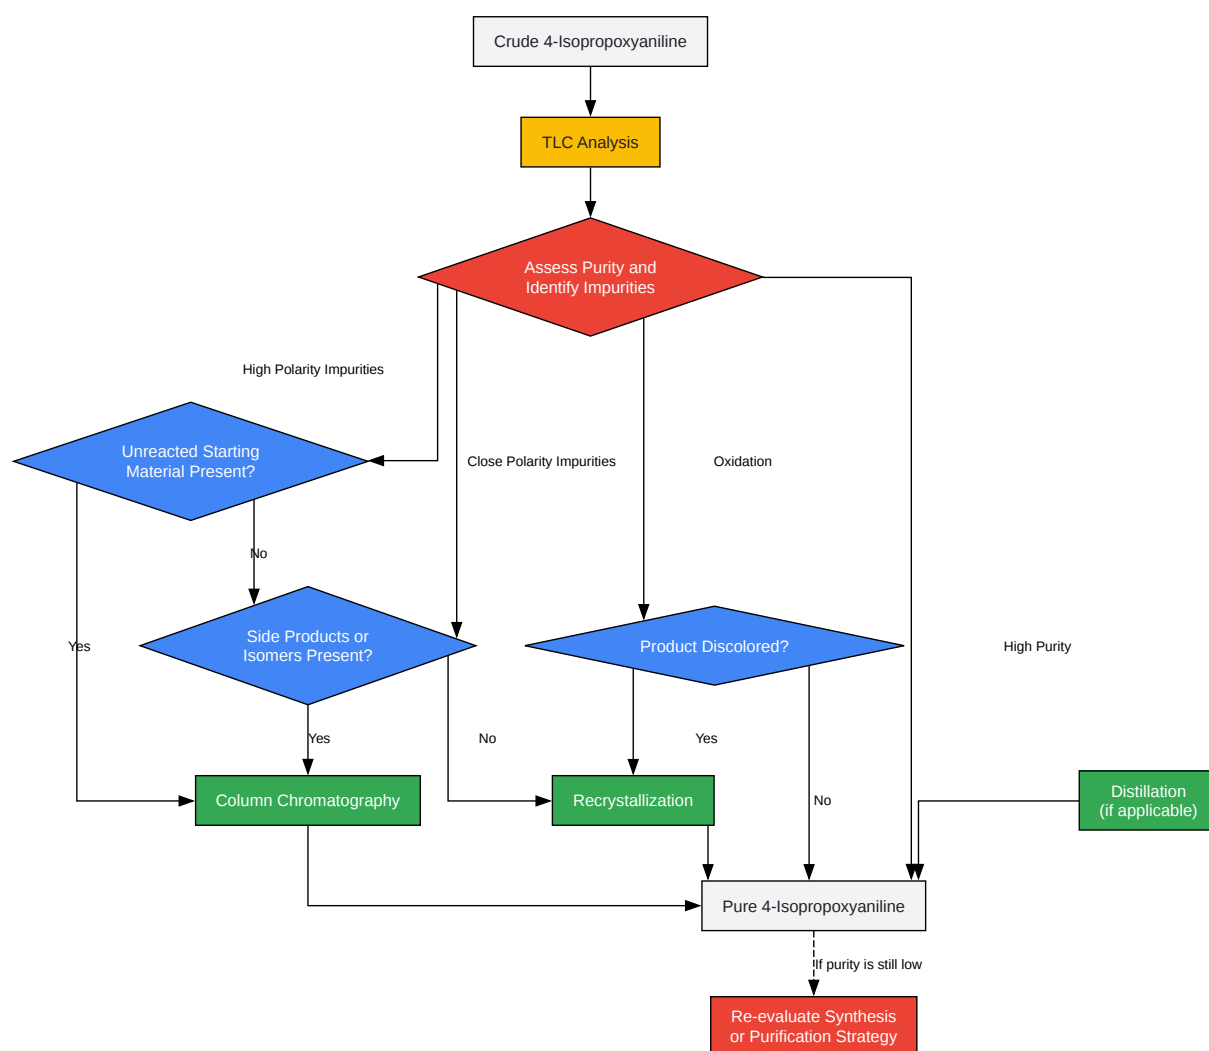 Crude 4-Isopropoxyaniline
TLC Analysis
Assess Purity and
Identify Impurities
High Polarity Impurities
Unreacted Starting
Material Present?
Close Polarity Impurities
Oxidation
No
Side Products or
Isomers Present?
Yes
Product Discolored?
High Purity
Yes
No
Yes
Column Chromatography
Recrystallization
No
Distillation
(if applicable)
Pure 4-Isopropoxyaniline
If purity is still low
Re-evaluate Synthesis
or Purification Strategy